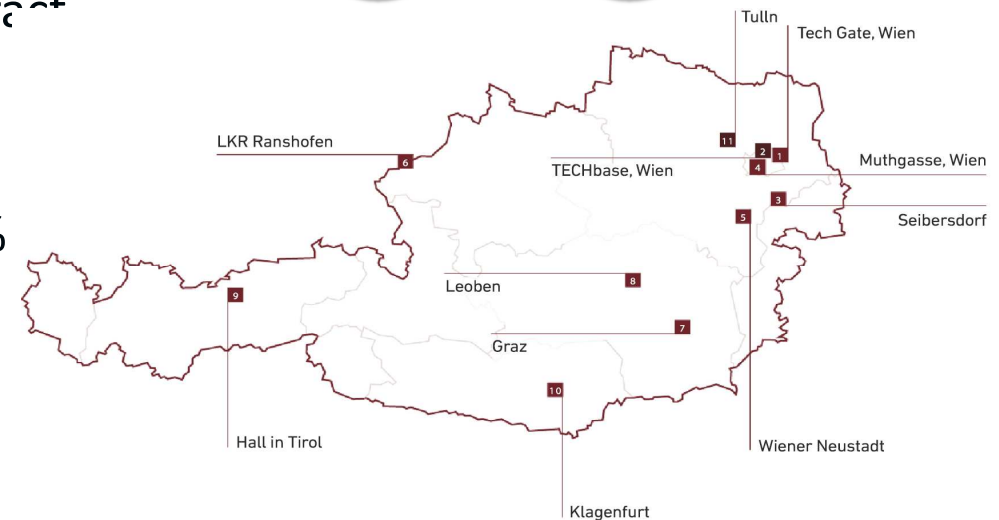 Tulln
Tech Gate, Wien
LKR Ranshofen
11
2
1
6
4
TECHbase, Wien
Muthgasse, Wien
3
5
Seibersdorf
8
Leoben
9
7
Graz
10
Hall in Tirol
Wiener Neustadt
Klagenfurt